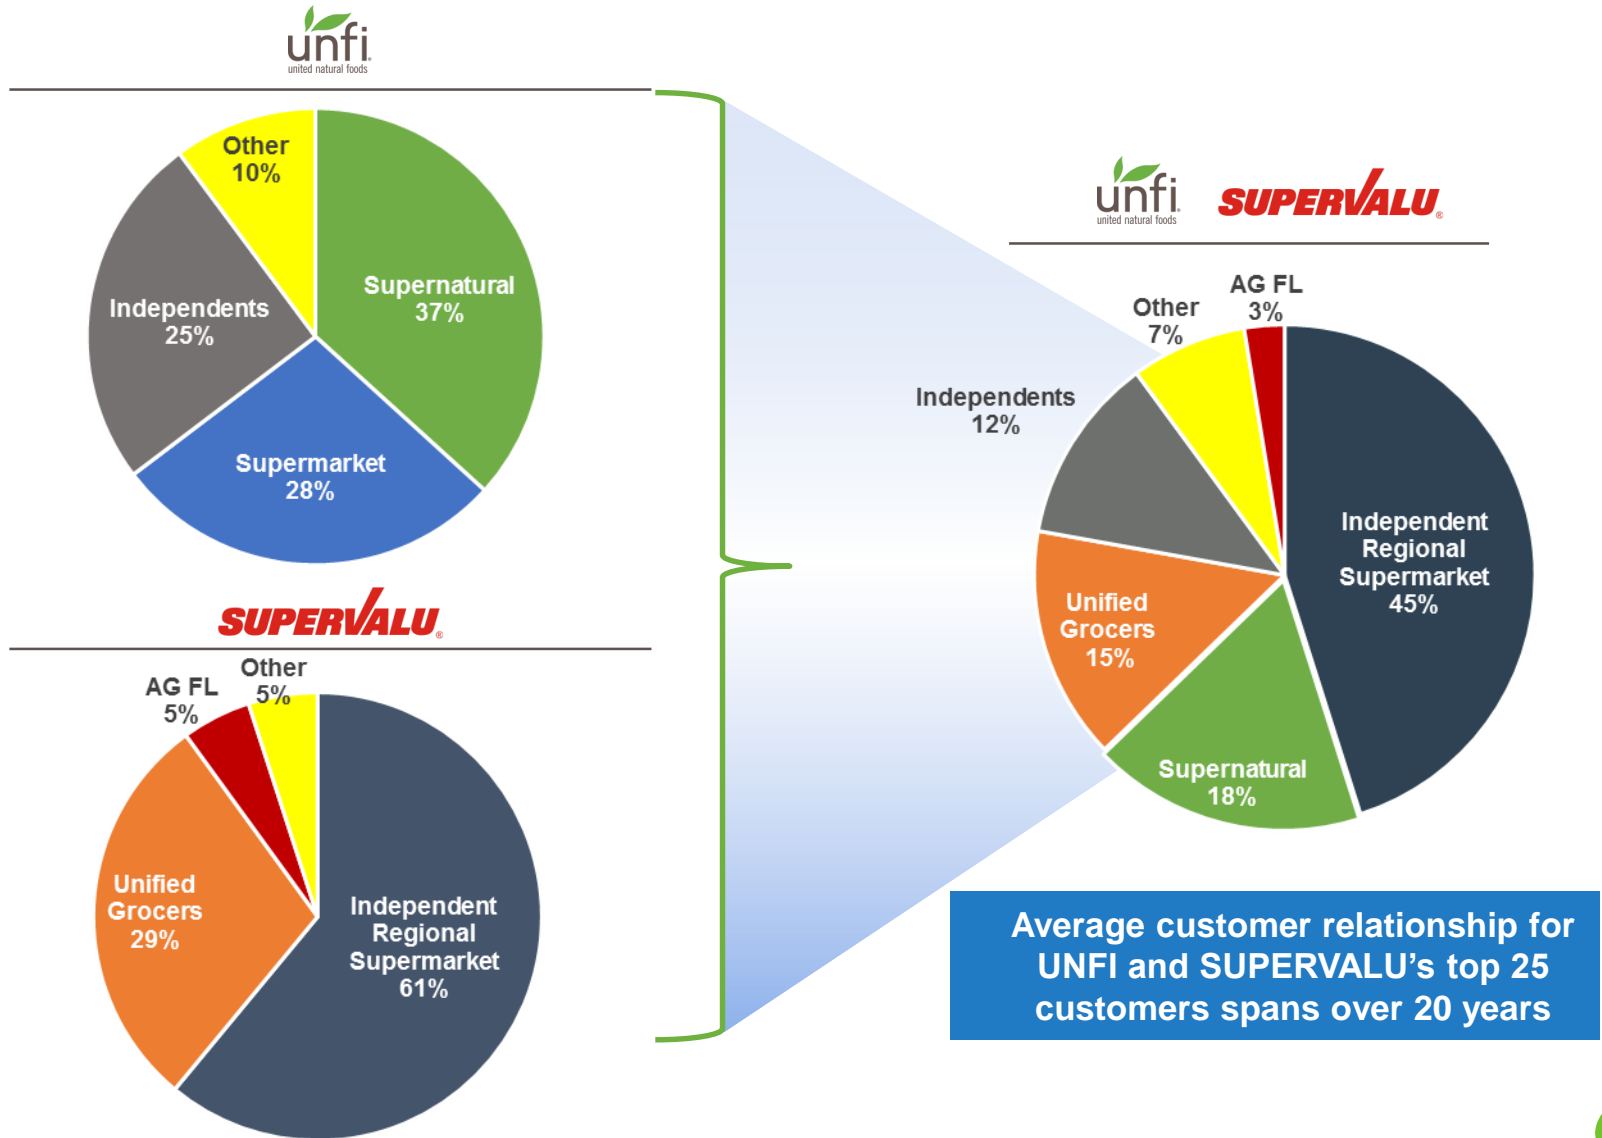 unfi
united natural foods
Other
10%
Supernatural
37%
Independents
25%
Supermarket
28%
SUPERVALU®
Other
5%
AG FL
5%
Unified
Grocers
29%
Independent
Regional
Supermarket
61%
unfi
united natural foods
SUPERVALU®
AG FL
3%
Other
7%
Independents
12%
Independent
Regional
Supermarket
45%
Unified
Grocers
15%
Supernatural
18%
Average customer relationship for
UNFI and SUPERVALU’s top 25
customers spans over 20 years